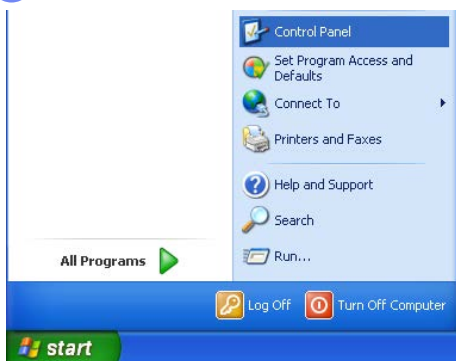 Control Panel
Set Program Access and
Defaults
Connect To
Printers and Faxes
Help and Support
Search
All Programs
Run...
Log Off
Turn Off Computer
start